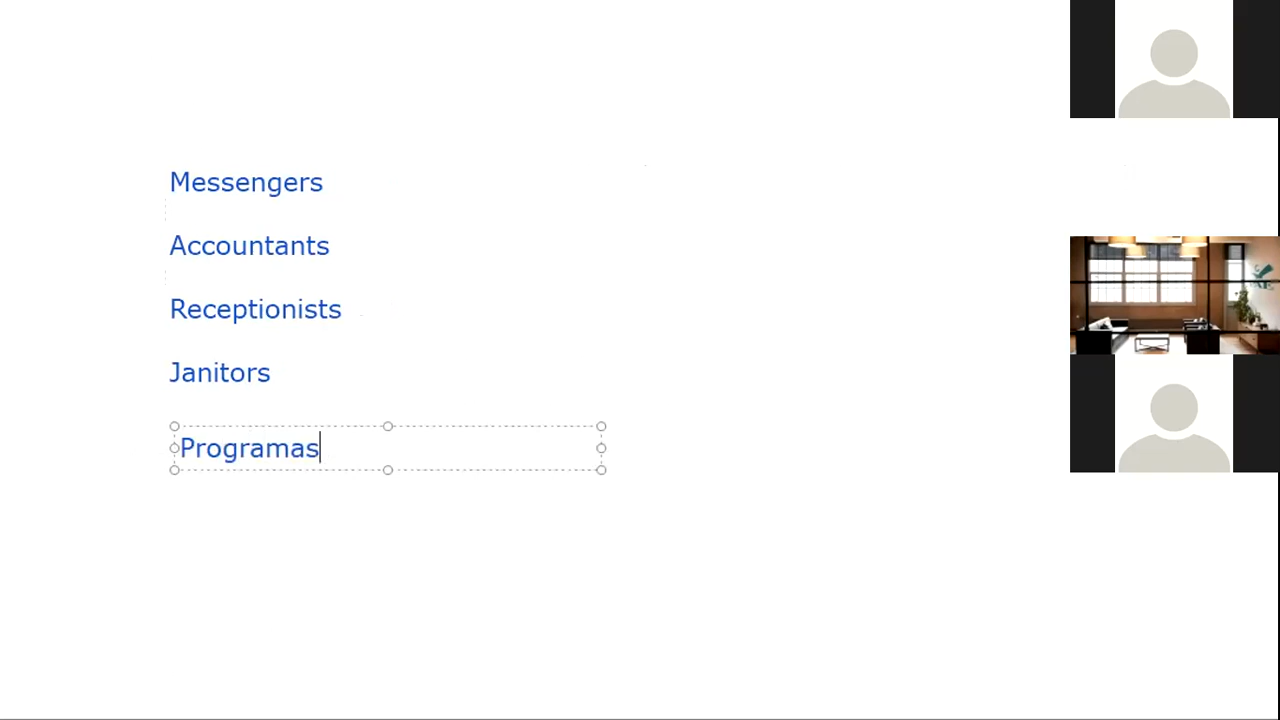 Messengers
Accountants
Receptionists
Janitors
Programas